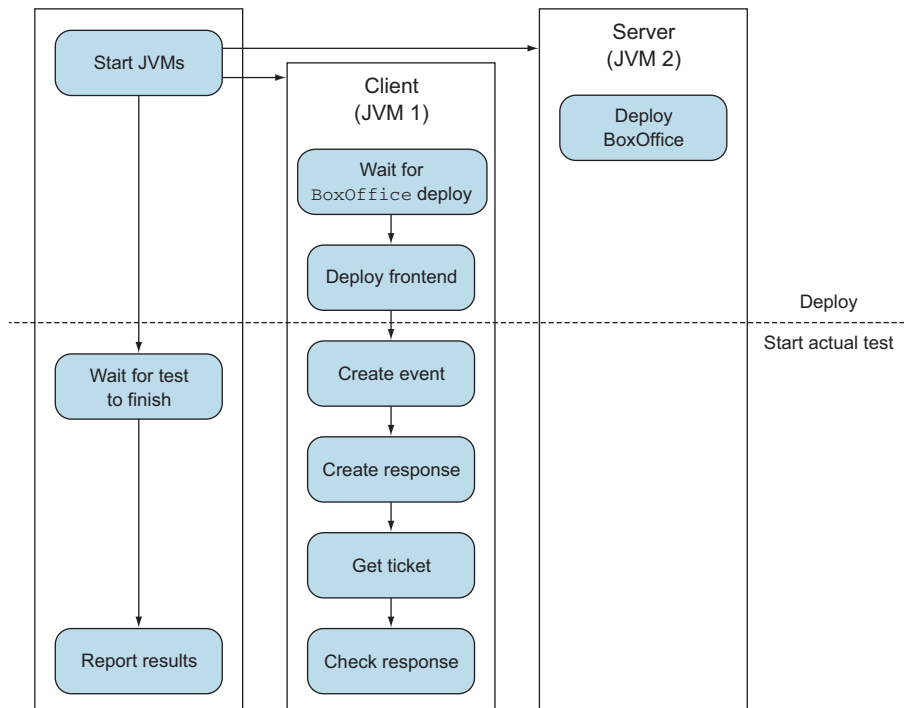 Start JVMs
Wait for test
to finish
Report results
Client
(JVM 1)
Wait for
BoxOffice deploy
Deploy frontend
Create event
Create response
Get ticket
Check response
Server
(JVM 2)
Deploy
BoxOffice
Deploy
Start actual test